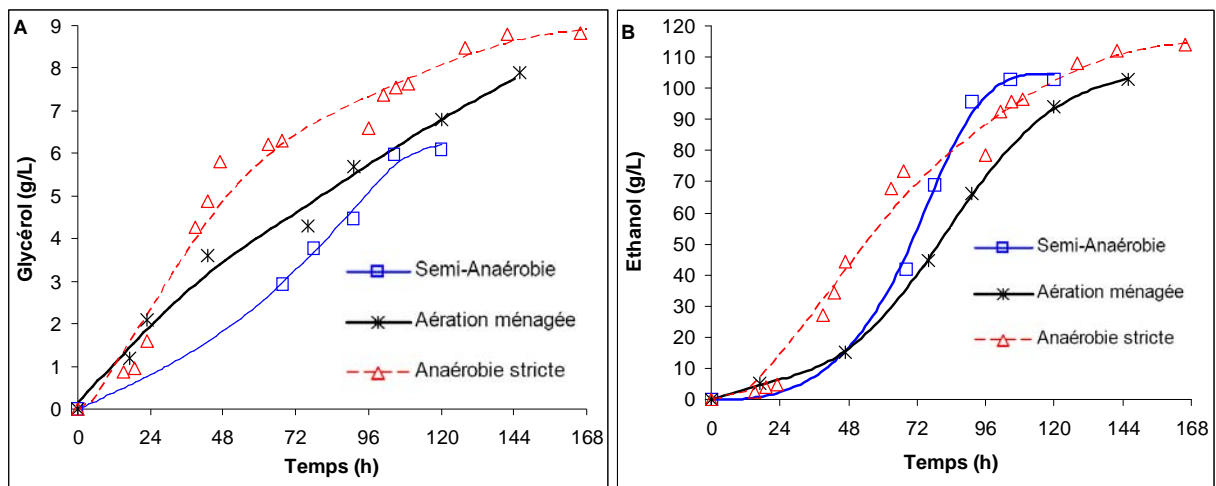 A
9
8
7
6
5
4
3
2
1
0
Glycérol (g/L)
0 24 48 72 96 120 144 168
Temps (h)
Semi-Anaérobie
Aération ménagée
Anaérobie stricte
B
120
110
100
90
80
70
60
50
40
30
20
10
0
Ethanol (g/L)
0 24 48 72 96 120 144 168
Temps (h)
Semi-Anaérobie
Aération ménagée
Anaérobie stricte